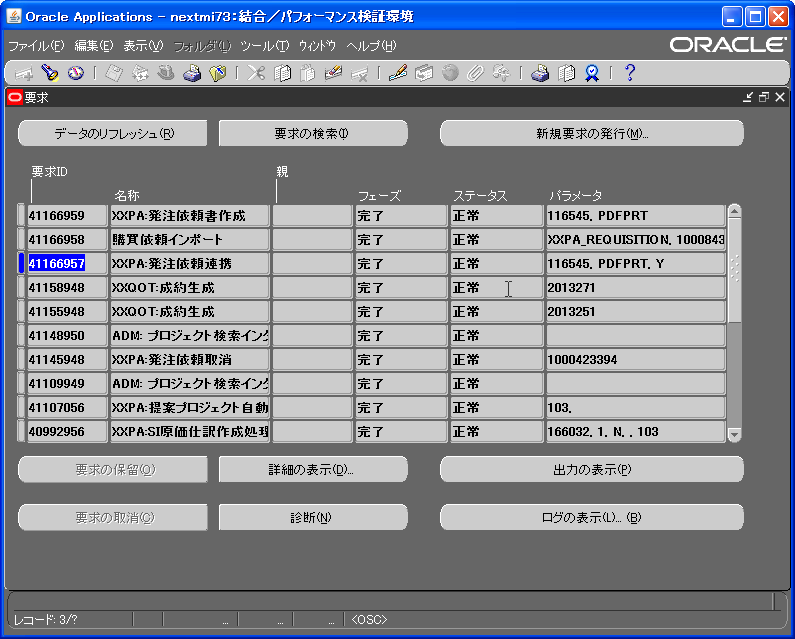 Oracle Applications - nextmi73:結合/パフォーマンス検証環境
ファイル(F) 編集(E) 表示(V) フォルダ(L) ツール(T) ウィンドウ ヘルプ(H)
ORACLE
要求
データのリフレッシュ(R) 要求の検索(I) 新規要求の発行(M)...
要求ID 親
名称 フェーズ ステータス パラメータ
41166959 XXPA:発注依頼書作成 完了 正常 116545, PDFPRT
41166958 購買依頼インポート 完了 正常 XXPA_REQUISITION, 1000843
41166957 XXPA:発注依頼連携 完了 正常 116545, PDFPRT, Y
41158948 XXQOT:成約生成 完了 正常 2013271
41155948 XXQOT:成約生成 完了 正常 2013251
41148950 ADM: プロジェクト検索インク 完了 正常
41145948 XXPA:発注依頼取消 完了 正常 1000423394
41109949 ADM: プロジェクト検索インク 完了 正常
41107056 XXPA:提案プロジェクト自動 完了 正常 103,
40992956 XXPA:SI原価仕訳作成処理 完了 正常 166032, 1, N, , 103
要求の保留(O) 詳細の表示(D)... 出力の表示(P)
要求の取消(C) 診断(N) ログの表示(L)... (B)
レコード: 3/? ... ... ... <OSC>